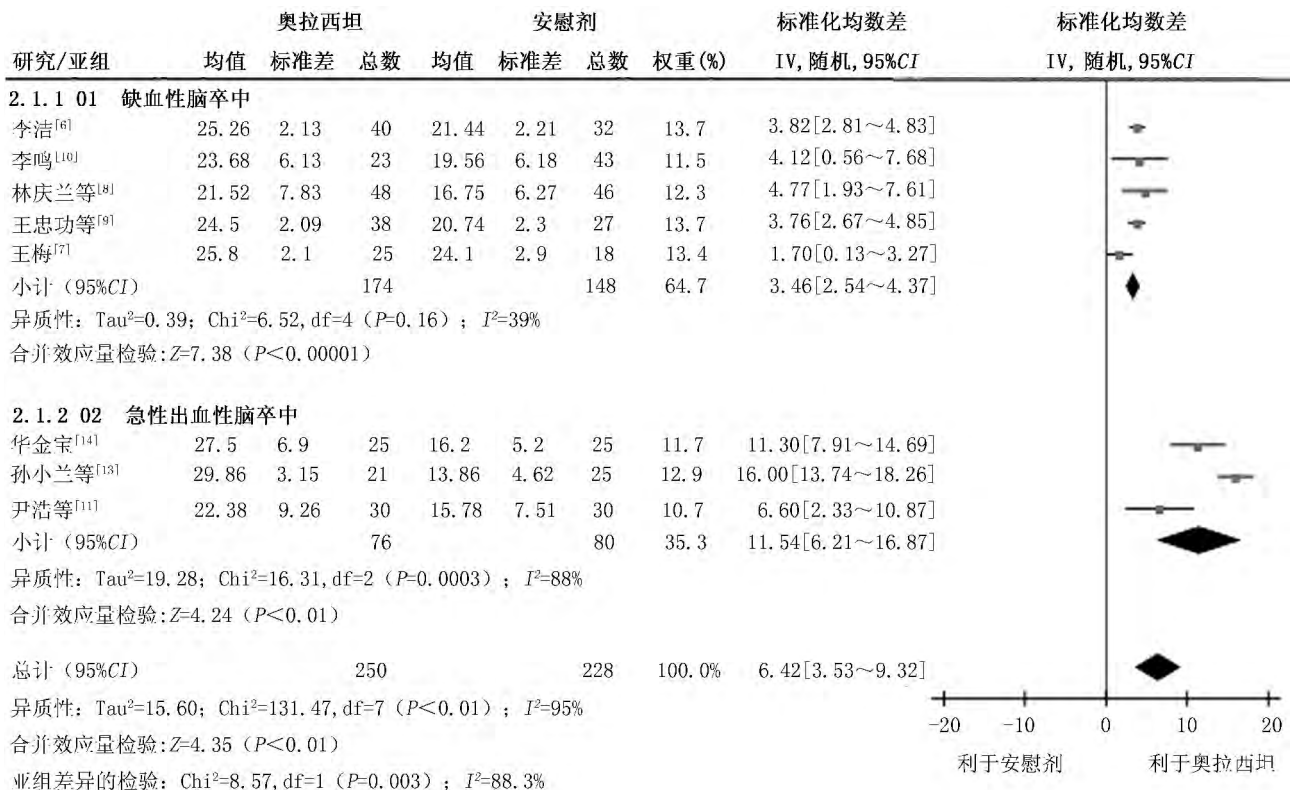 奥拉西坦 安慰剂 标准化均数差 标准化均数差
研究/亚组 均值 标准差 总数 均值 标准差 总数 权重(%) IV,随机,95%CI IV,随机,95%CI
2.1.1 01 缺血性脑卒中
李洁[6] 25.26 2.13 40 21.44 2.21 32 13.7 3.82[2.81~4.83]
李鸣[10] 23.68 6.13 23 19.56 6.18 43 11.5 4.12[0.56~7.68]
林庆兰等[8] 21.52 7.83 48 16.75 6.27 46 12.3 4.77[1.93~7.61]
王忠功等[9] 24.5 2.09 38 20.74 2.3 27 13.7 3.76[2.67~4.85]
王梅[7] 25.8 2.1 25 24.1 2.9 18 13.4 1.70[0.13~3.27]
小计(95%CI) 174 148 64.7 3.46[2.54~4.37]
异质性:Tau²=0.39;Chi²=6.52,df=4(P=0.16);I²=39%
合并效应量检验:Z=7.38(P<0.00001)
2.1.2 02 急性出血性脑卒中
华金宝[14] 27.5 6.9 25 16.2 5.2 25 11.7 11.30[7.91~14.69]
孙小兰等[13] 29.86 3.15 21 13.86 4.62 25 12.9 16.00[13.74~18.26]
尹浩等[11] 22.38 9.26 30 15.78 7.51 30 10.7 6.60[2.33~10.87]
小计(95%CI) 76 80 35.3 11.54[6.21~16.87]
异质性:Tau²=19.28;Chi²=16.31,df=2(P=0.0003);I²=88%
合并效应量检验:Z=4.24(P<0.01)
总计(95%CI) 250 228 100.0% 6.42[3.53~9.32]
异质性:Tau²=15.60;Chi²=131.47,df=7(P<0.01);I²=95%
合并效应量检验:Z=4.35(P<0.01)
亚组差异的检验:Chi²=8.57,df=1(P=0.003);I²=88.3%
-20 -10 0 10 20
利于安慰剂 利于奥拉西坦